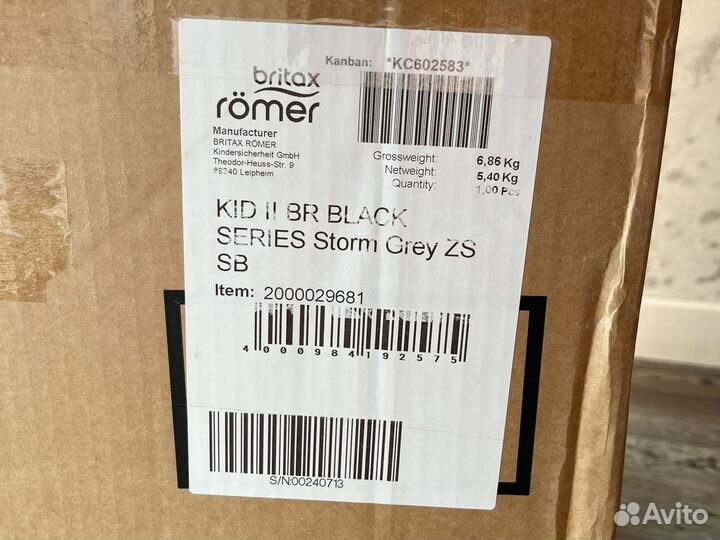 Kanban: *KC602583*
britax
römer
Manufacturer
BRITAX RÖMER
Kindersicherheit GmbH
Theodor-Heuss-Str. 9
89340 Leipheim
Grossweight: 6,86 Kg
Netweight: 5,40 Kg
Quantity: 1,00 Pcs
KID II BR BLACK
SERIES Storm Grey ZS
SB
Item: 2000029681
4000984192575
S/N:00240713
Avito